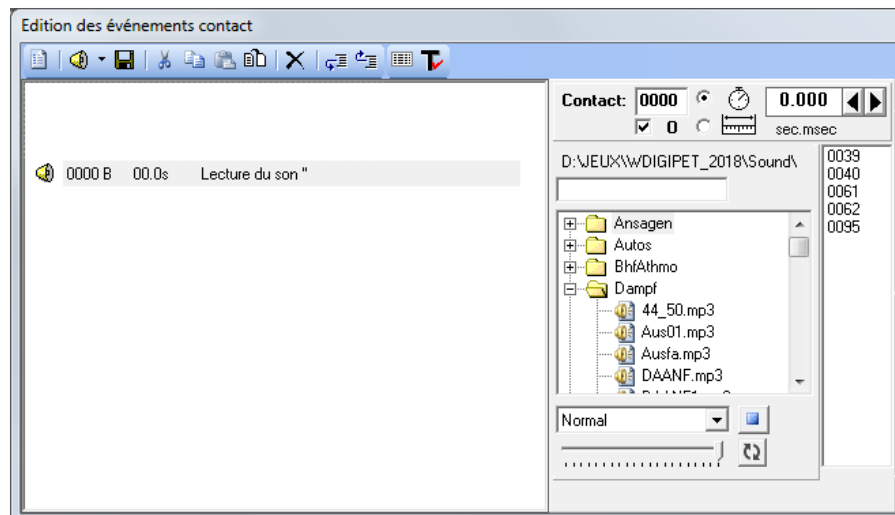 Edition des événements contact
Contact: 0000 0.000
0 sec.msec
0000 B 00.0s Lecture du son "
D:\JEUX\WDIGIPET_2018\Sound\
0039
0040
0061
0062
0095
Ansagen
Autos
BhfAthmo
Dampf
44_50.mp3
Aus01.mp3
Ausfa.mp3
DAANF.mp3
Normal